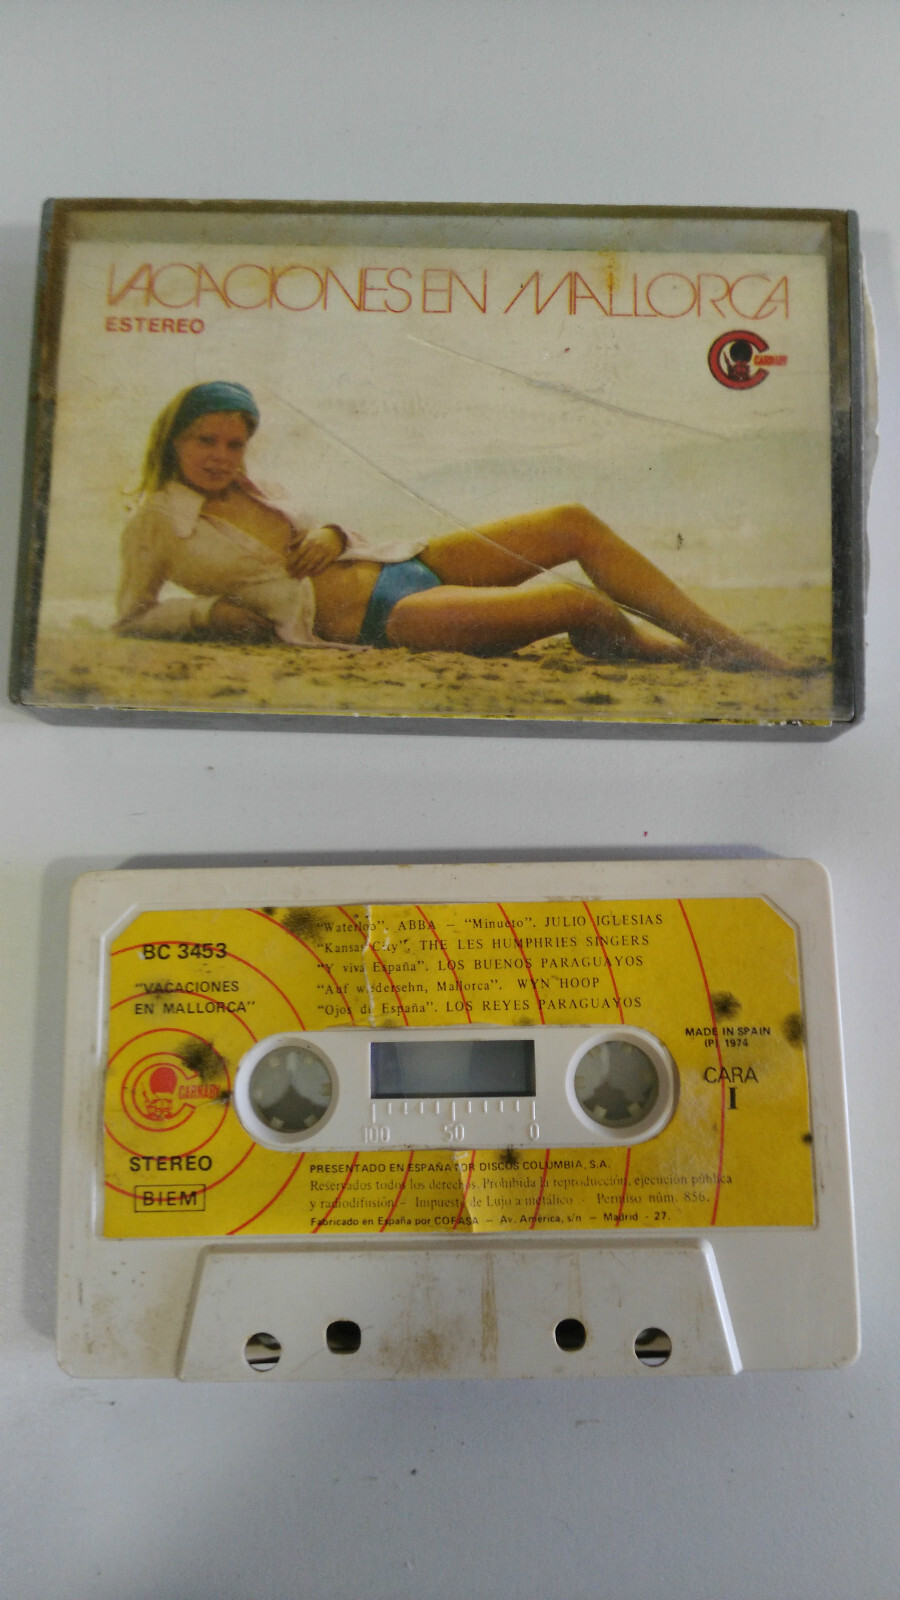 VACACIONES EN MALLORCA
ESTEREO
CARNABY
BC 3453
"VACACIONES
EN MALLORCA"
"Waterloo". ABBA – "Minueto". JULIO IGLESIAS
"Kansas City". THE LES HUMPHRIES SINGERS
"Y viva España". LOS BUENOS PARAGUAYOS
"Auf wiedersehn, Mallorca". WYN HOOP
"Ojos de España". LOS REYES PARAGUAYOS
MADE IN SPAIN
(P) 1974
CARA
I
CARNABY
100 50 0
STEREO
BIEM
PRESENTADO EN ESPAÑA POR DISCOS COLUMBIA, S.A.
Reservados todos los derechos. Prohibida la reproducción, ejecución pública
y radiodifusión – Impuesto de Lujo a metálico - Permiso núm. 856.
Fabricado en España por COFASA – Av. América, s/n – Madrid - 27.